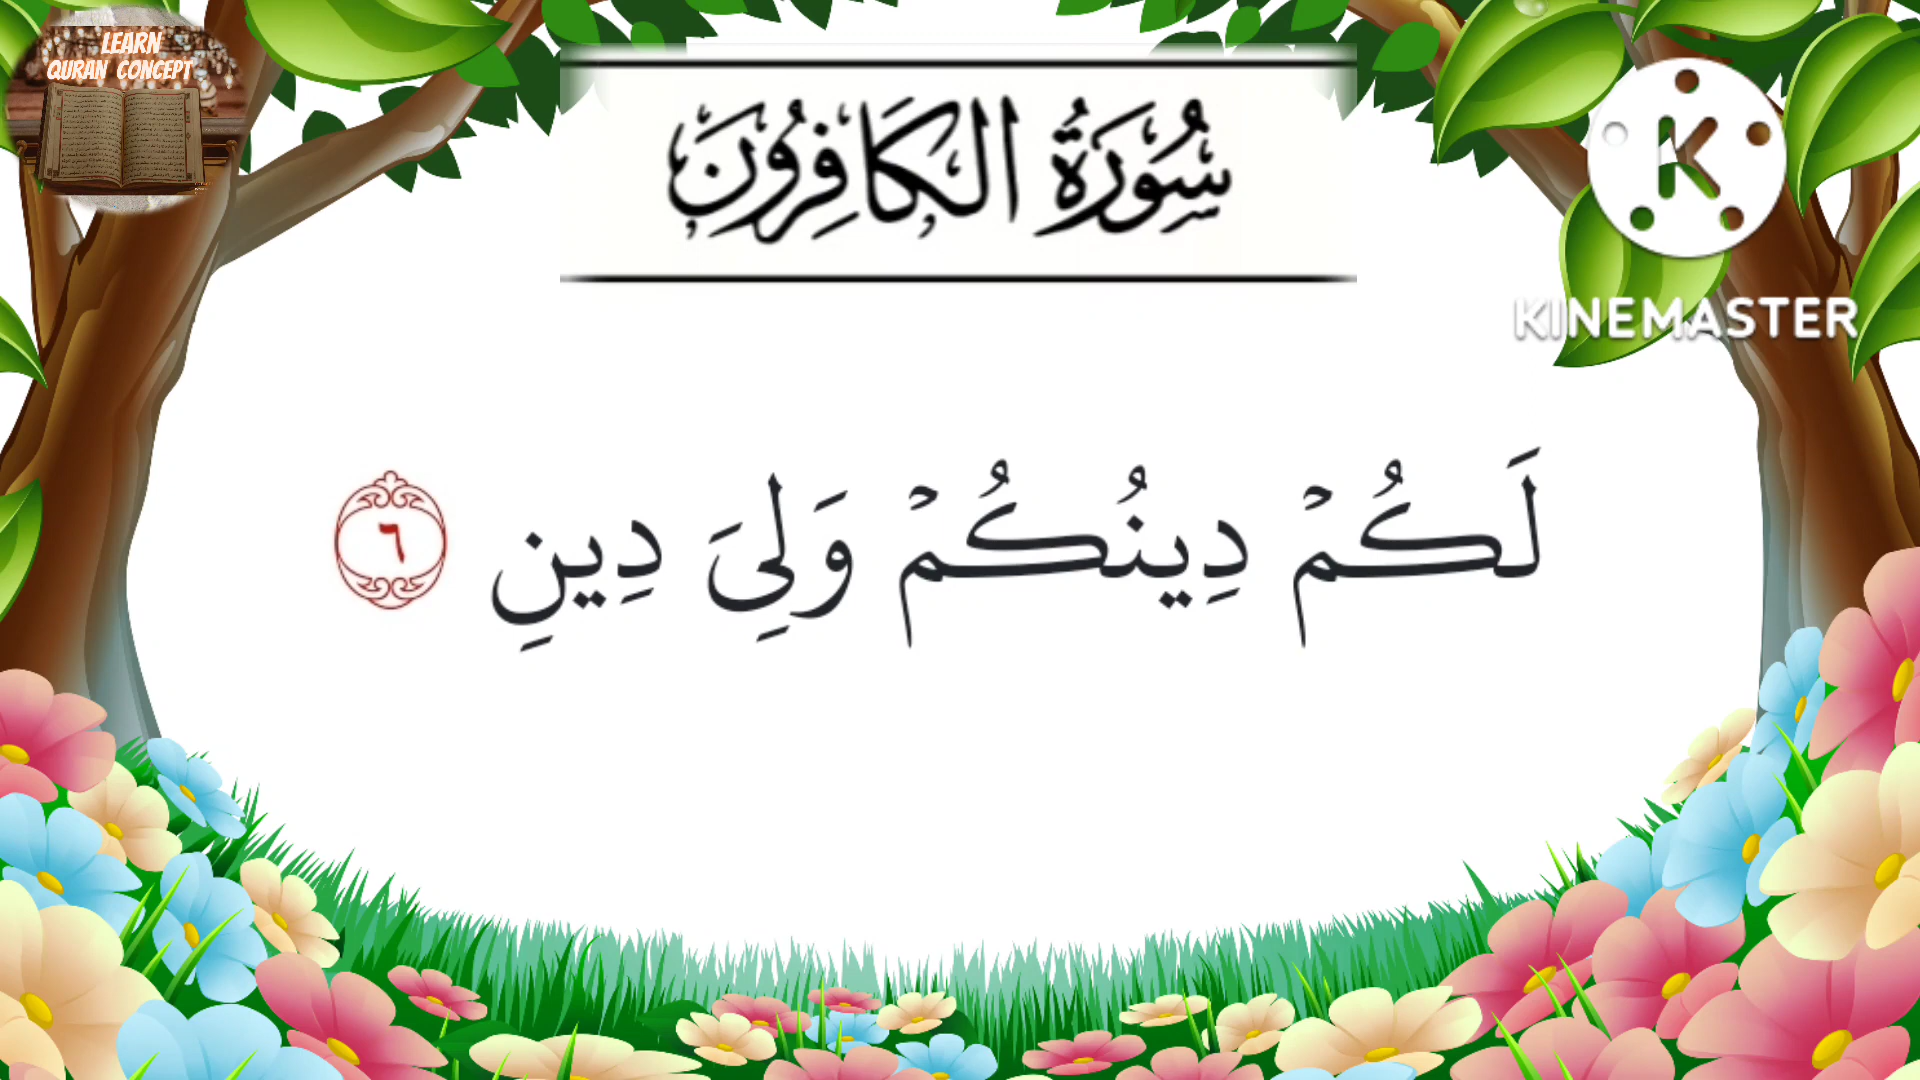 LEARN
QURAN CONCEPT
سُورَةُ الكَافِرُونَ
KINEMASTER
لَكُمْ دِينُكُمْ وَلِىَ دِينِ ٦